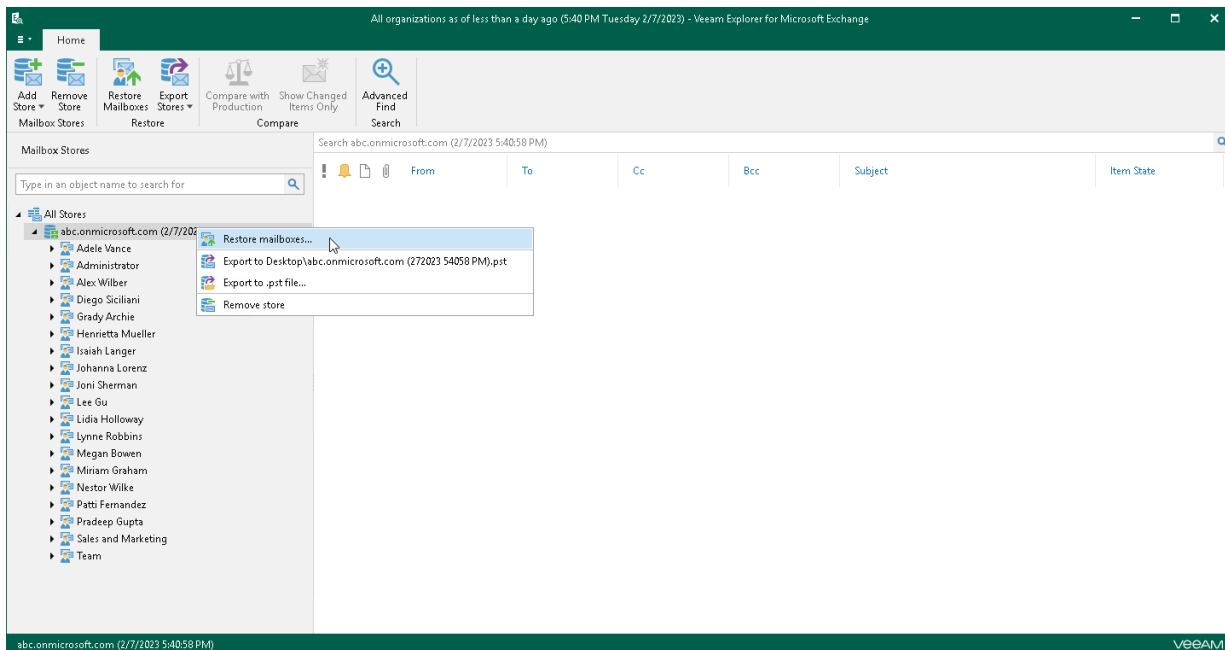 All organizations as of less than a day ago (5:40 PM Tuesday 2/7/2023) - Veeam Explorer for Microsoft Exchange
Home
Add Store
Remove Store
Restore Mailboxes
Export Stores
Compare with Production
Show Changed Items Only
Advanced Find
Mailbox Stores
Restore
Compare
Search
Mailbox Stores
Search abc.onmicrosoft.com (2/7/2023 5:40:58 PM)
From
To
Cc
Bcc
Subject
Item State
Type in an object name to search for
All Stores
abc.onmicrosoft.com (2/7/202
Restore mailboxes...
Export to Desktop\abc.onmicrosoft.com (272023 54058 PM).pst
Export to .pst file...
Remove store
Adele Vance
Administrator
Alex Wilber
Diego Siciliani
Grady Archie
Henrietta Mueller
Isaiah Langer
Johanna Lorenz
Joni Sherman
Lee Gu
Lidia Holloway
Lynne Robbins
Megan Bowen
Miriam Graham
Nestor Wilke
Patti Fernandez
Pradeep Gupta
Sales and Marketing
Team
abc.onmicrosoft.com (2/7/2023 5:40:58 PM)
veeAM